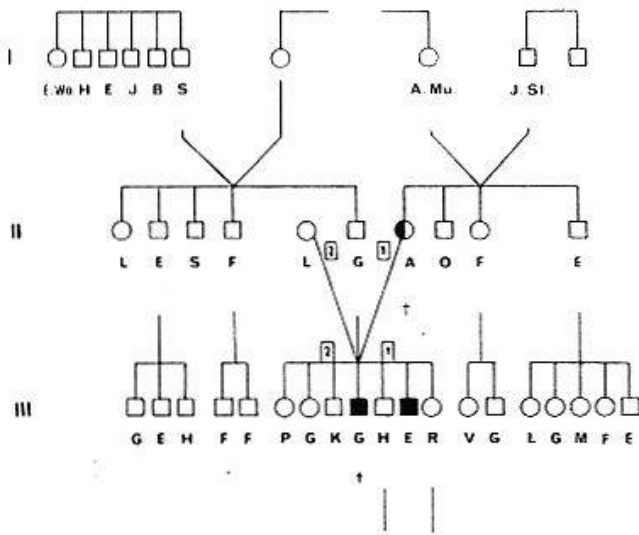 I
E.Wo H E J B S A.Mu. J.Sl.
II
L E S F L G A O F E
2 1
†
2 1
III
G E H F F P G K G H E R V G L G M F E
†